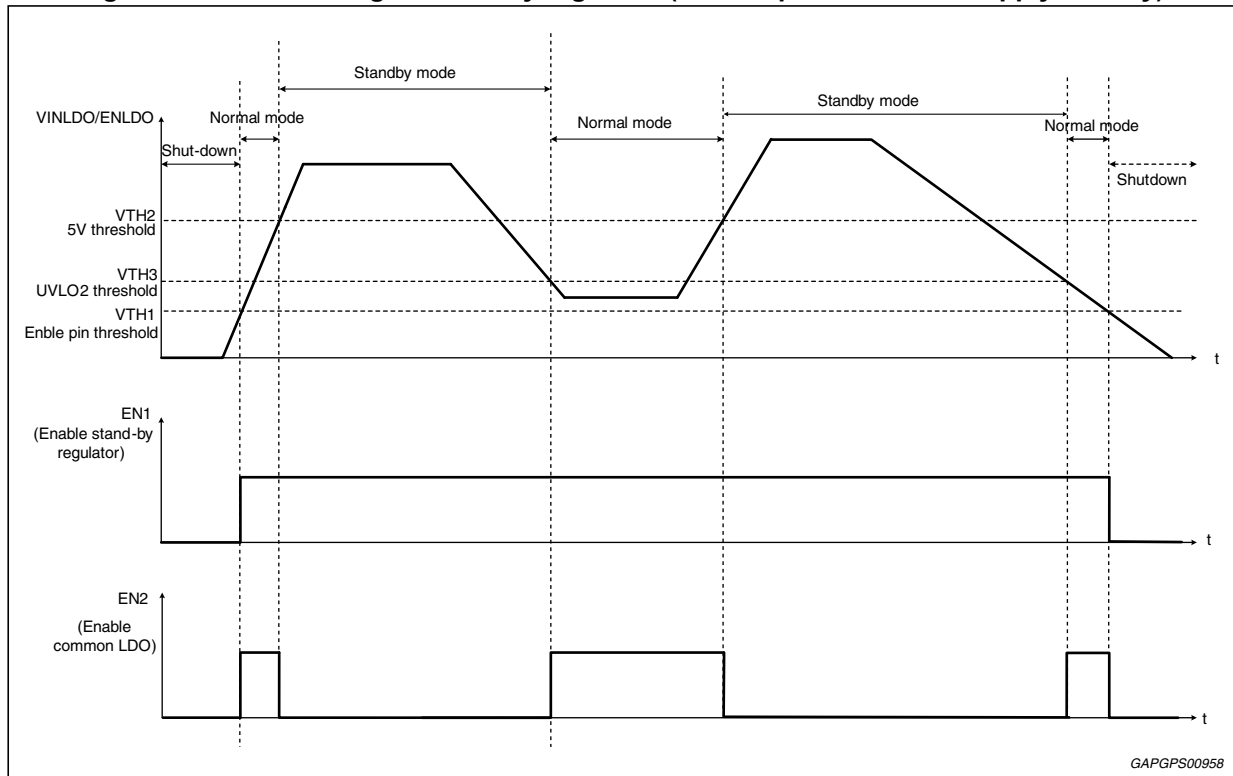 Standby mode
Standby mode
VINLDO/ENLDO
Normal mode
Normal mode
Normal mode
Shut-down
Shutdown
VTH2
5V threshold
VTH3
UVLO2 threshold
VTH1
Enble pin threshold
t
EN1
(Enable stand-by
regulator)
t
EN2
(Enable
common LDO)
t
GAPGPS00958